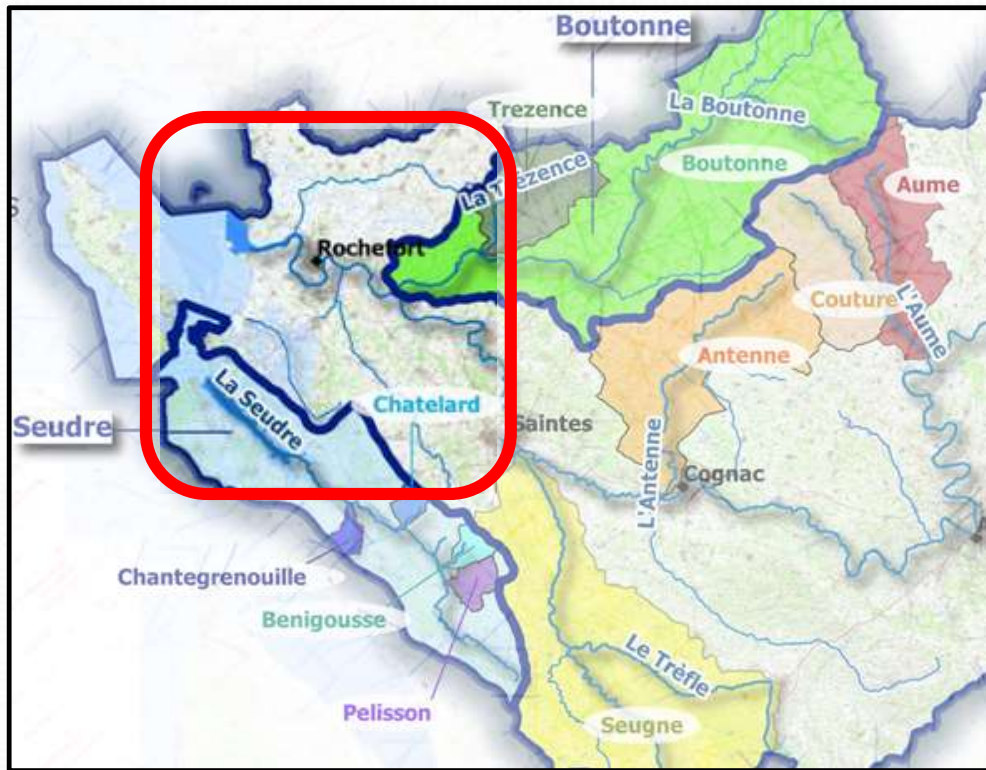 Boutonne
Trezence
La Boutonne
Boutonne
La Trézence
Aume
Rochefort
Couture
L'Aume
Antenne
La Seudre
Chatelard
Seudre
Saintes
Cognac
L'Antenne
Chantegrenouille
Benigousse
Le Trèfle
Pelisson
Seugne